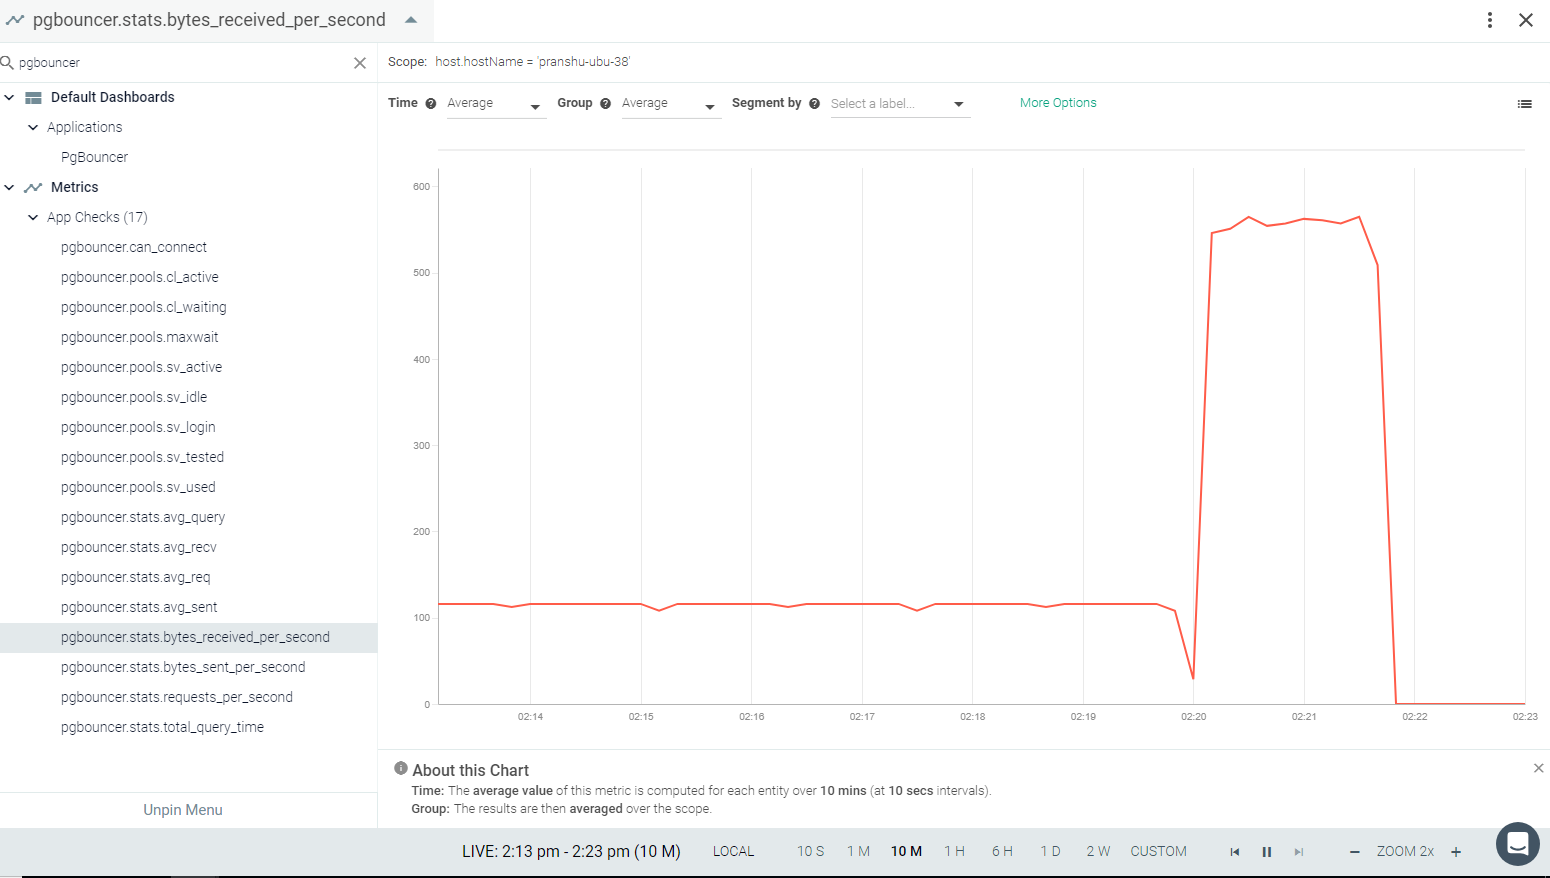 pgbouncer.stats.bytes_received_per_second
pgbouncer
Default Dashboards
Applications
PgBouncer
Metrics
App Checks (17)
pgbouncer.can_connect
pgbouncer.pools.cl_active
pgbouncer.pools.cl_waiting
pgbouncer.pools.maxwait
pgbouncer.pools.sv_active
pgbouncer.pools.sv_idle
pgbouncer.pools.sv_login
pgbouncer.pools.sv_tested
pgbouncer.pools.sv_used
pgbouncer.stats.avg_query
pgbouncer.stats.avg_recv
pgbouncer.stats.avg_req
pgbouncer.stats.avg_sent
pgbouncer.stats.bytes_received_per_second
pgbouncer.stats.bytes_sent_per_second
pgbouncer.stats.requests_per_second
pgbouncer.stats.total_query_time
Unpin Menu
Scope: host.hostName = 'pranshu-ubu-38'
Time ? Average Group ? Average Segment by ? Select a label... More Options
600
500
400
300
200
100
0
02:14 02:15 02:16 02:17 02:18 02:19 02:20 02:21 02:22 02:23
About this Chart
Time: The average value of this metric is computed for each entity over 10 mins (at 10 secs intervals).
Group: The results are then averaged over the scope.
LIVE: 2:13 pm - 2:23 pm (10 M) LOCAL 10 S 1 M 10 M 1 H 6 H 1 D 2 W CUSTOM ZOOM 2x